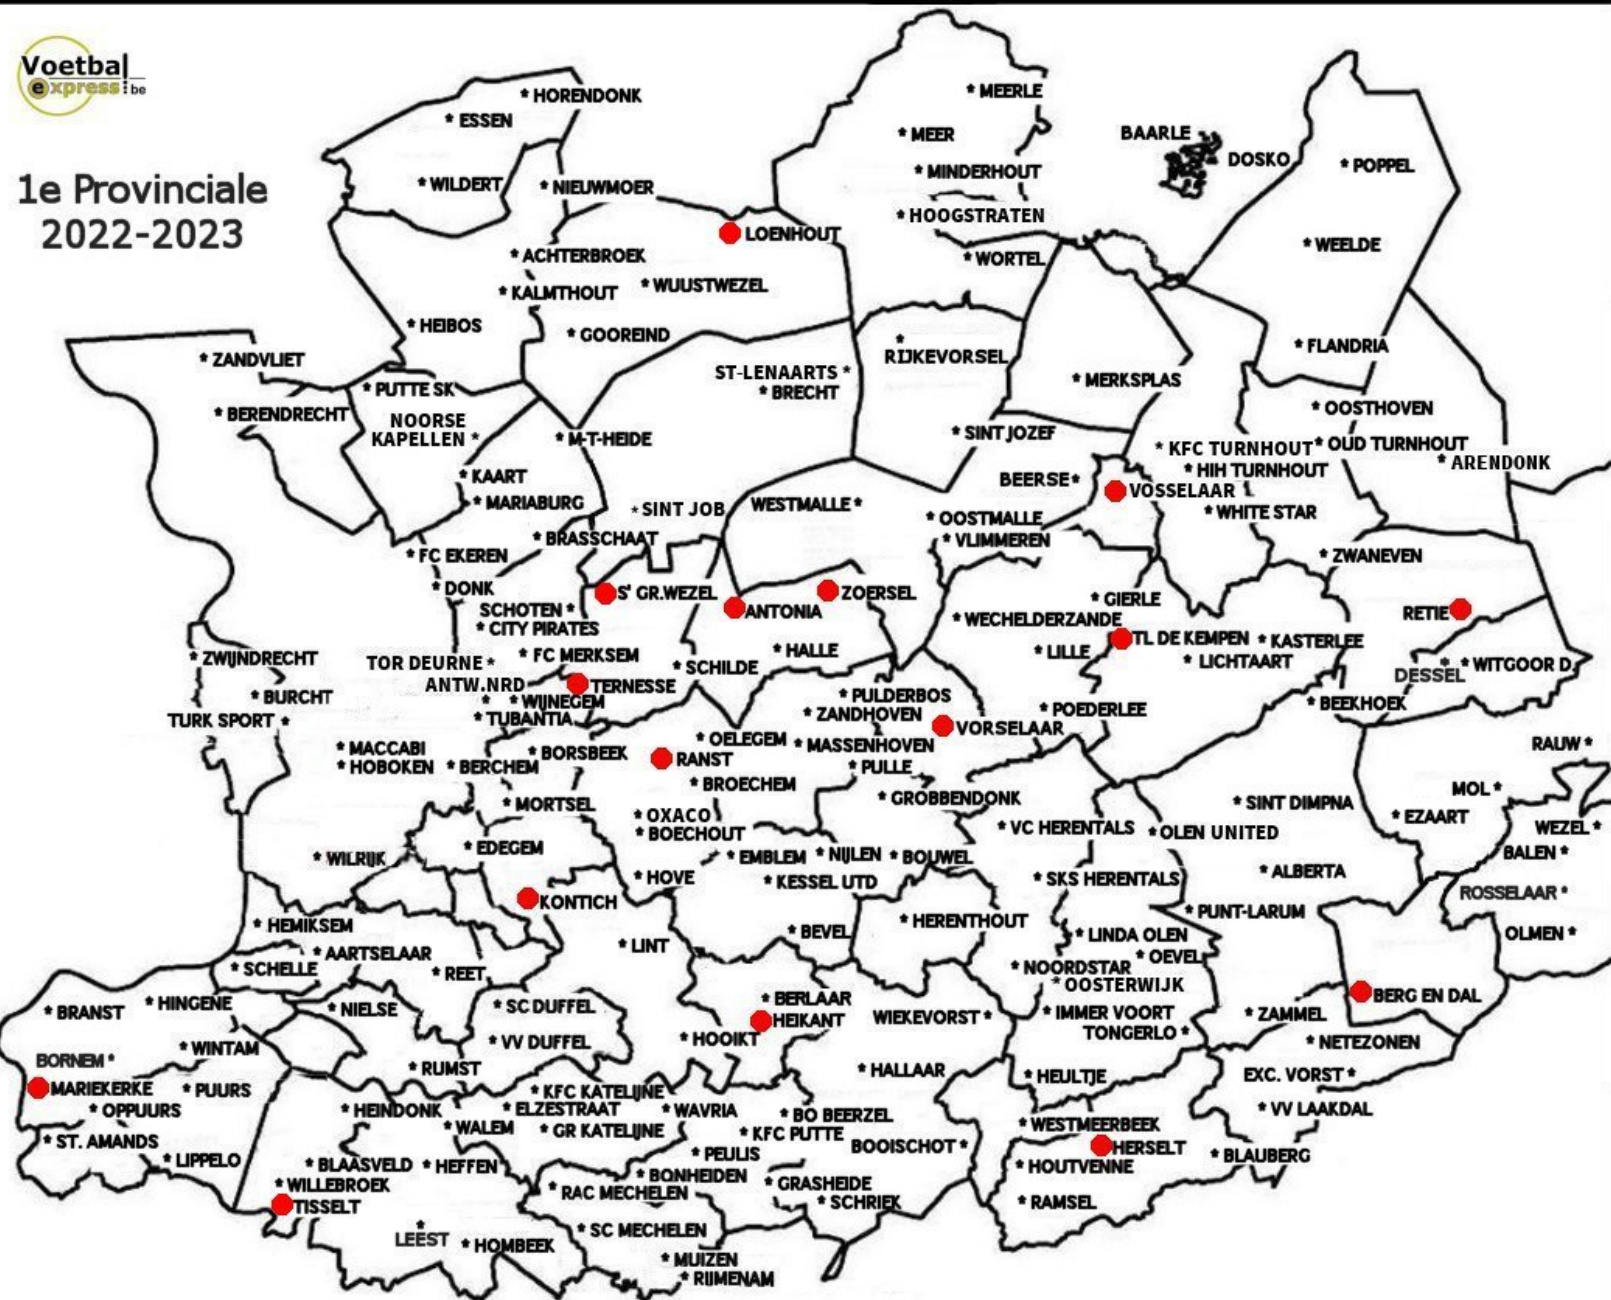 Voetbal
express.be
1e Provinciale
2022-2023
* HORENDONK
* ESSEN
* WILDERT
* NIEUWMOER
* MEERLE
* MEER
* MINDERHOUT
* HOOGSTRATEN
* WORTEL
BAARLE
DOSKO
* POPPEL
* WEELDE
LOENHOUT
* ACHTERBROEK
* WUUSTWEZEL
* KALMTHOUT
* HEIBOS
* GOOREIND
* FLANDRIA
* ZANDVLIET
* PUTTE SK
* BERENDRECHT
NOORSE
KAPELLEN *
* M-T-HEIDE
ST-LENAARTS *
* BRECHT
*
RIJKEVORSEL
* MERKSPLAS
* SINT JOZEF
* OOSTHOVEN
* KFC TURNHOUT
* OUD TURNHOUT
* HIH TURNHOUT
* ARENDONK
* KAART
* MARIABURG
* SINT JOB
WESTMALLE *
BEERSE *
VOSSELAAR
* WHITE STAR
* OOSTMALLE
* VLIMMEREN
* BRASSCHAAT
* FC EKEREN
* ZWANEVEN
* DONK
S' GR.WEZEL
ANTONIA
ZOERSEL
* GIERLE
RETIE
SCHOTEN *
* CITY PIRATES
* WECHELDERZANDE
TL DE KEMPEN
* KASTERLEE
* LILLE
* LICHTAART
* HALLE
* FC MERKSEM
* SCHILDE
* ZWIJNDRECHT
TOR DEURNE *
ANTW.NRD
TERNESSE
*
* WIJNEGEM
* TUBANTIA
* BURCHT
TURK SPORT *
* WITGOOR D.
*
DESSEL
* BEEKHOEK
* PULDERBOS
* ZANDHOVEN
VORSELAAR
* POEDERLEE
* OELEGEM
* MASSENHOVEN
* MACCABI
* HOBOKEN
* BERCHEM
* BORSBEEK
RANST
* PULLE
* BROECHEM
* GROBBENDONK
RAUW *
MOL *
* MORTSEL
* OXACO
* BOECHOUT
* VC HERENTALS
* OLEN UNITED
* SINT DIMPNA
* EZAART
WEZEL *
BALEN *
* WILRIJK
* EDEGEM
* EMBLEM
* NIJLEN
* BOUWEL
* HOVE
* KESSEL UTD
* SKS HERENTALS
* ALBERTA
ROSSELAAR *
KONTICH
* HERENTHOUT
* PUNT-LARUM
* HEMIKSEM
* BEVEL
* LINDA OLEN
OLMEN *
* AARTSELAAR
* LINT
* OEVEL
* SCHELLE
* REET
* NOORDSTAR
* OOSTERWIJK
* BRANST
* HINGENE
* NIELSE
* SC DUFFEL
* BERLAAR
HEIKANT
WIEKEVORST *
* IMMER VOORT
BERG EN DAL
* ZAMMEL
TONGERLO *
* HOOIKT
* VV DUFFEL
* NETEZONEN
* WINTAM
BORNEM *
* RUMST
* HALLAAR
* HEULTJE
EXC. VORST *
MARIEKERKE
* PUURS
* KFC KATELIJNE
* OPPUURS
* HEINDONK
* ELZESTRAAT
* WAVRIA
* BO BEERZEL
* VV LAAKDAL
* WALEM
* GR KATELIJNE
* KFC PUTTE
* WESTMEERBEEK
* ST. AMANDS
BOOISCHOT *
HERSELT
* PEULIS
* BLAUBERG
* LIPPELO
* BLAASVELD
* HEFFEN
* HOUTVENNE
* BONHEIDEN
* WILLEBROEK
* RAC MECHELEN
* GRASHEIDE
* SCHRIEK
* RAMSEL
TISSELT
*
LEEST
* SC MECHELEN
* HOMBEEK
* MUIZEN
* RIJMENAM